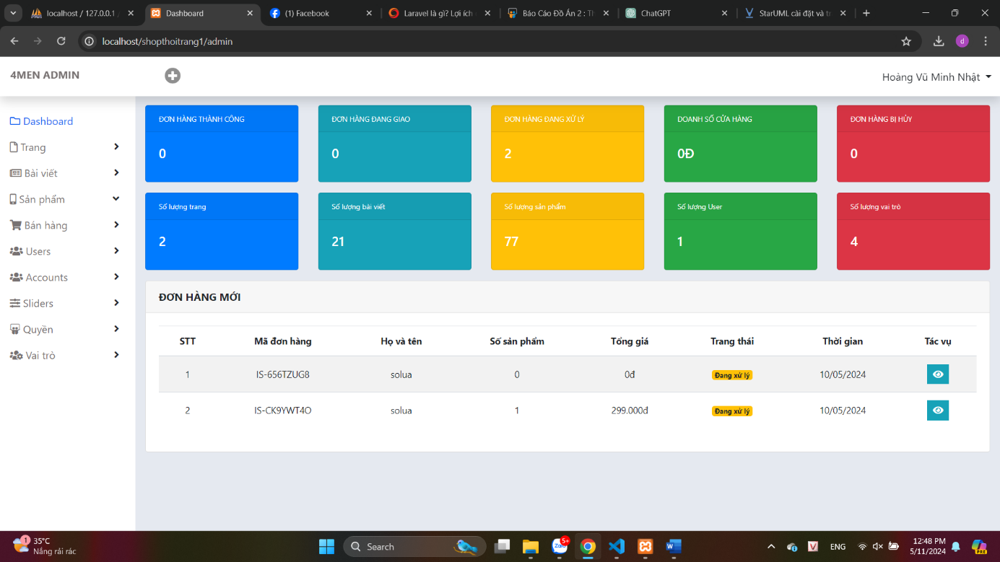 localhost / 127.0.0.1 /
Dashboard
(1) Facebook
Laravel là gì? Lợi ích
Báo Cáo Đồ Án 2 : Th
ChatGPT
StarUML cài đặt và tr
localhost/shopthoitrang1/admin
d
4MEN ADMIN
Hoàng Vũ Minh Nhật
Dashboard
Trang
Bài viết
Sản phẩm
Bán hàng
Users
Accounts
Sliders
Quyền
Vai trò
ĐƠN HÀNG THÀNH CÔNG
0
ĐƠN HÀNG ĐANG GIAO
0
ĐƠN HÀNG ĐANG XỬ LÝ
2
DOANH SỐ CỬA HÀNG
0Đ
ĐƠN HÀNG BỊ HỦY
0
Số lượng trang
2
Số lượng bài viết
21
Số lượng sản phẩm
77
Số lượng User
1
Số lượng vai trò
4
ĐƠN HÀNG MỚI
STT Mã đơn hàng Họ và tên Số sản phẩm Tổng giá Trang thái Thời gian Tác vụ
1 IS-656TZUG8 solua 0 0đ Đang xử lý 10/05/2024
2 IS-CK9YWT4O solua 1 299.000đ Đang xử lý 10/05/2024
1
35°C
Nắng rải rác
Search
Zalo
5+
W
V
ENG
12:48 PM
5/11/2024
PRE